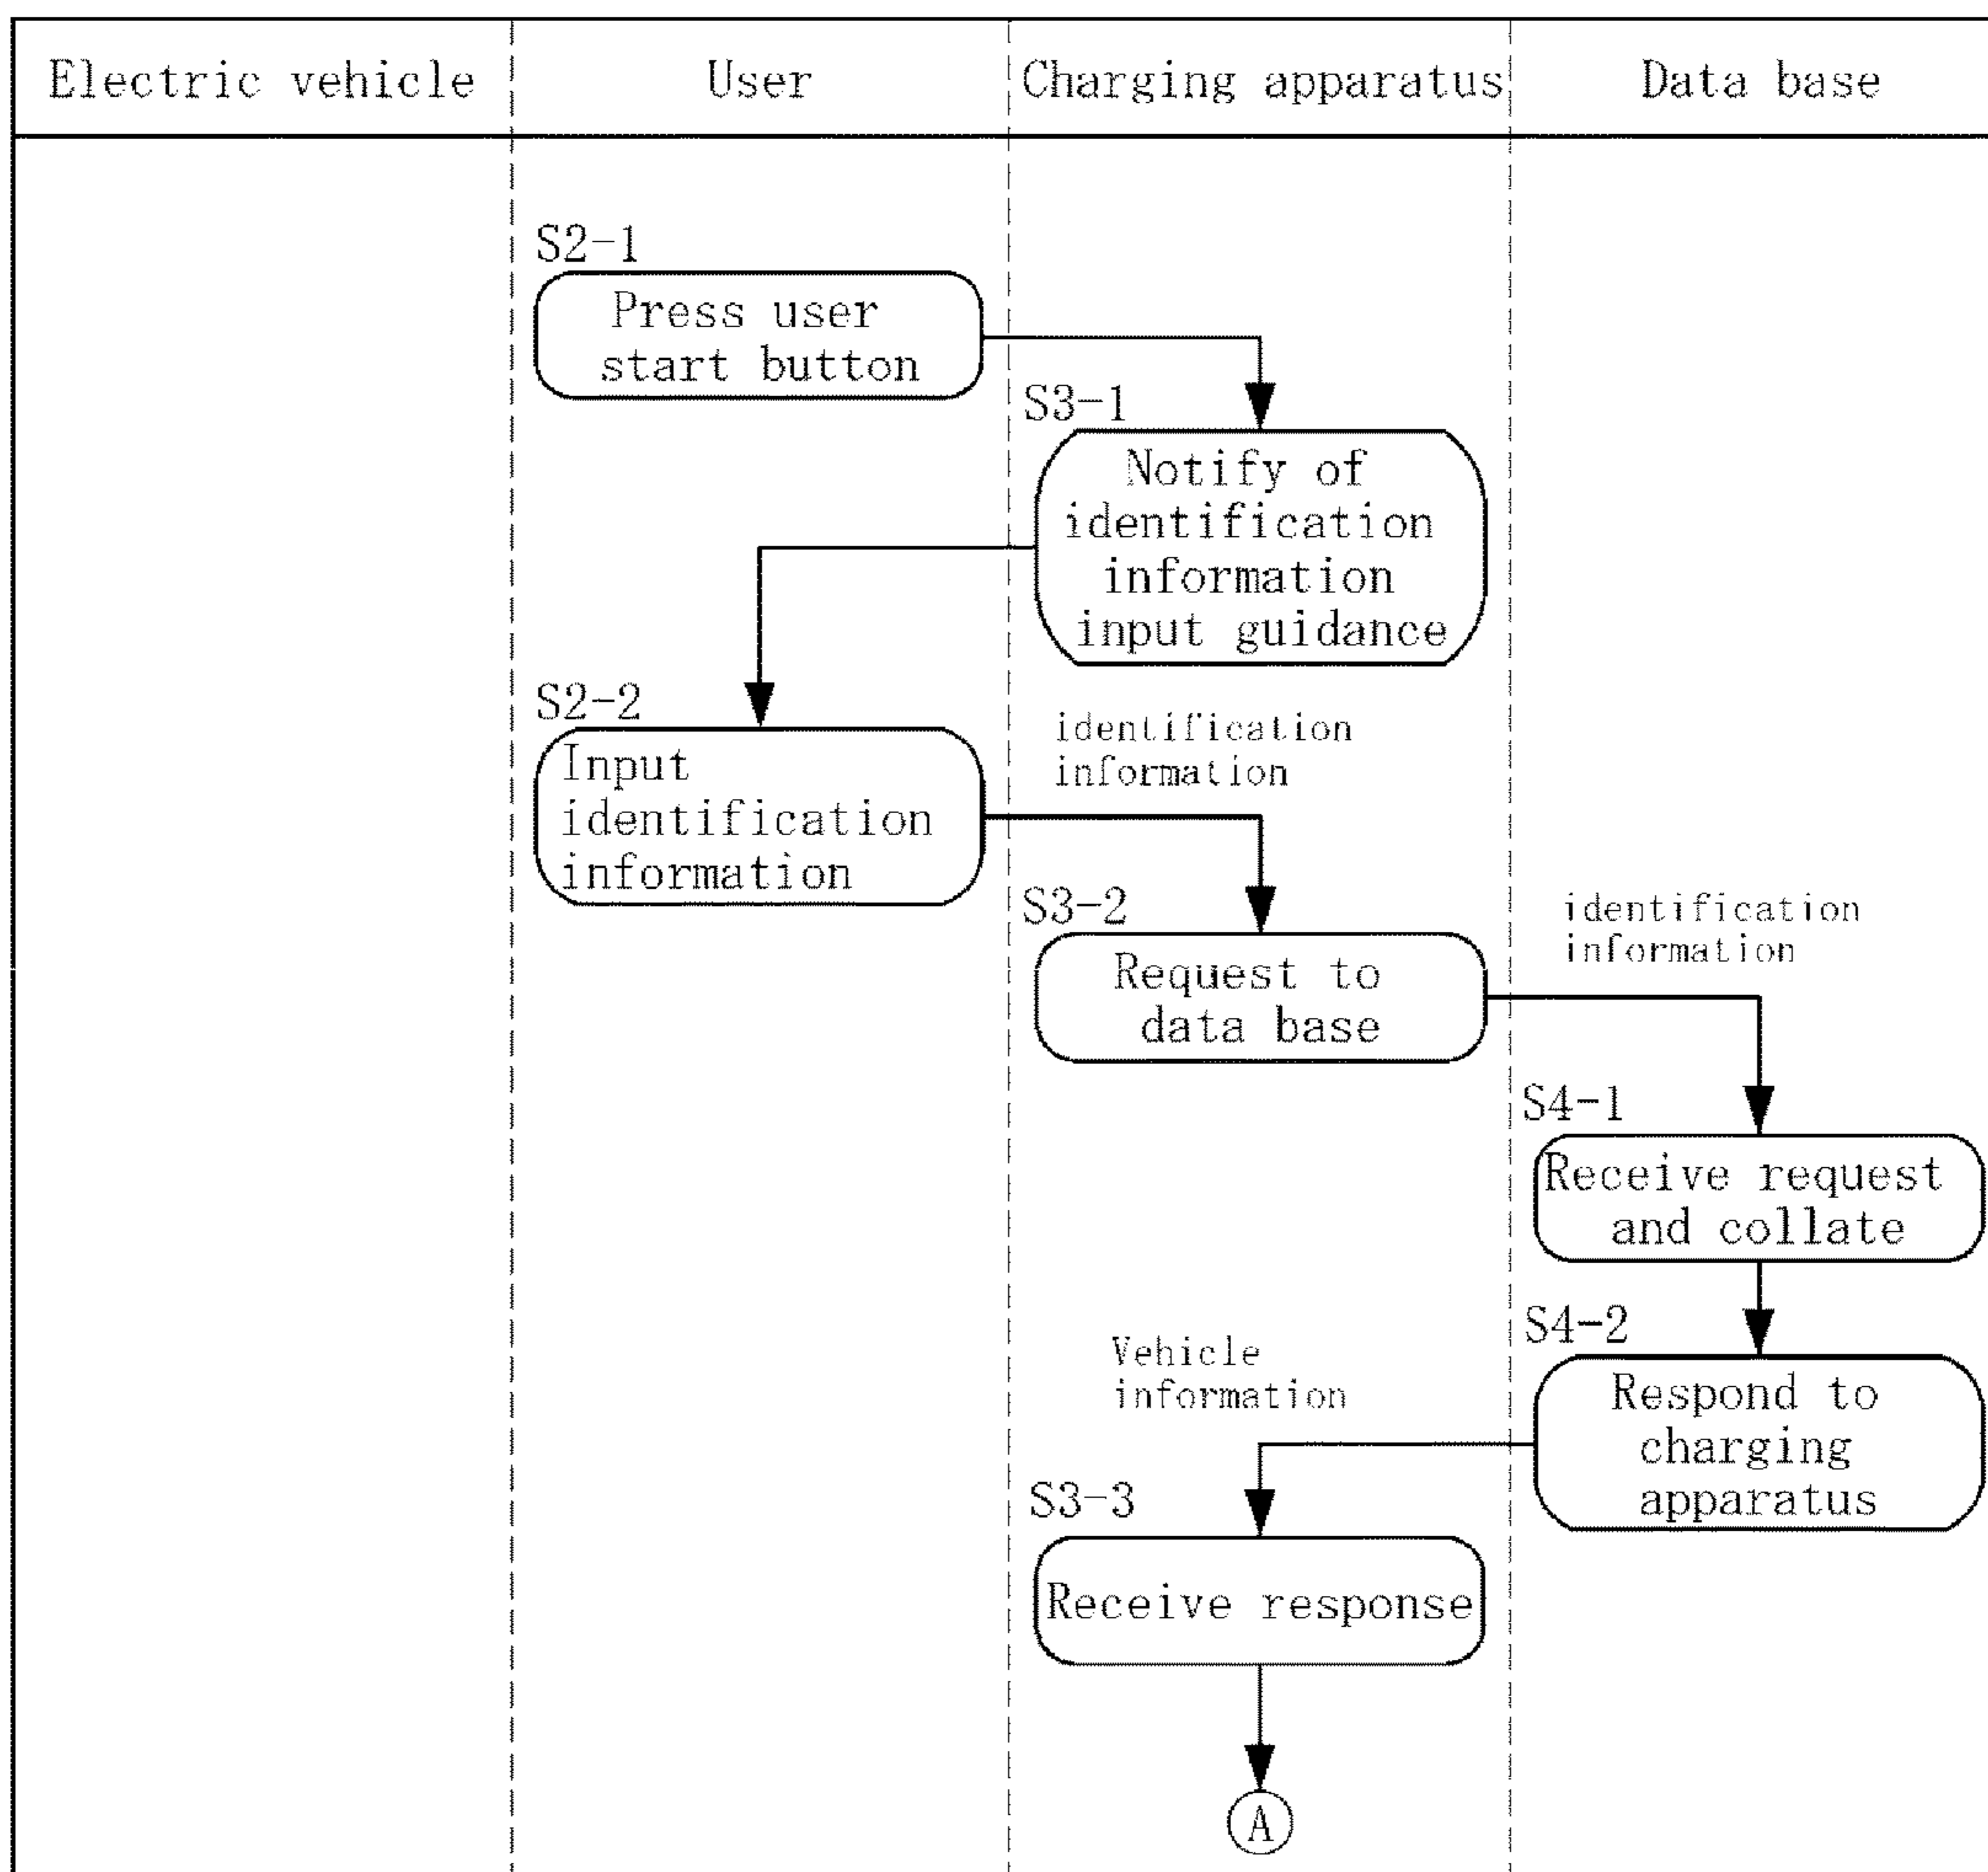 Electric vehicle
User
Charging apparatus
Data base
S2-1
Press user
start button
S3-1
Notify of
identification
information
input guidance
S2-2
Input
identification
information
identification
information
S3-2
Request to
data base
identification
information
S4-1
Receive request
and collate
S4-2
Respond to
charging
apparatus
Vehicle
information
S3-3
Receive response
A